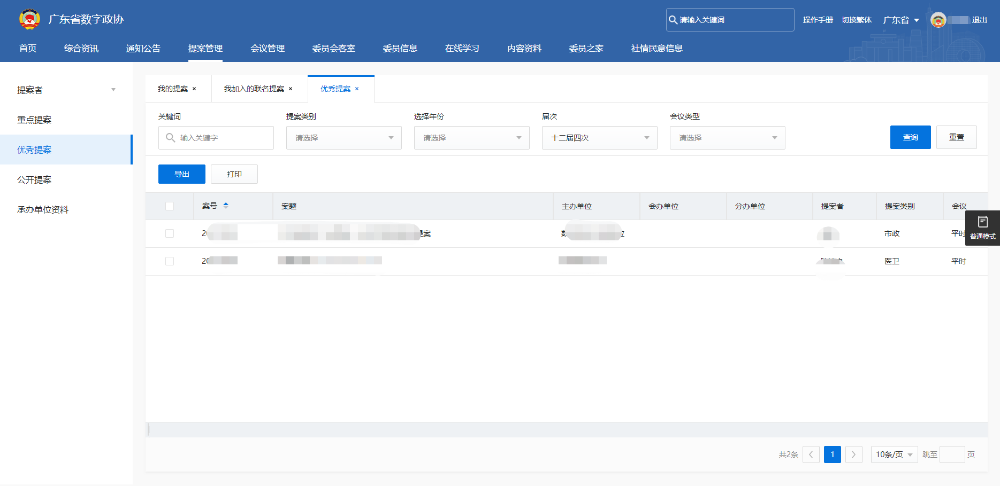 广东省数字政协
请输入关键词
操作手册 切换繁体 广东省 退出
首页 综合资讯 通知公告 提案管理 会议管理 委员会客室 委员信息 在线学习 内容资料 委员之家 社情民意信息
提案者
重点提案
优秀提案
公开提案
承办单位资料
我的提案 × 我加入的联名提案 × 优秀提案 ×
关键词 提案类别 选择年份 届次 会议类型
输入关键字 请选择 请选择 十二届四次 请选择 查询 重置
导出 打印
案号 案题 主办单位 会办单位 分办单位 提案者 提案类别 会议
2 提案 市政 平时
20 医卫 平时
普通模式
共2条 1 10条/页 跳至 页